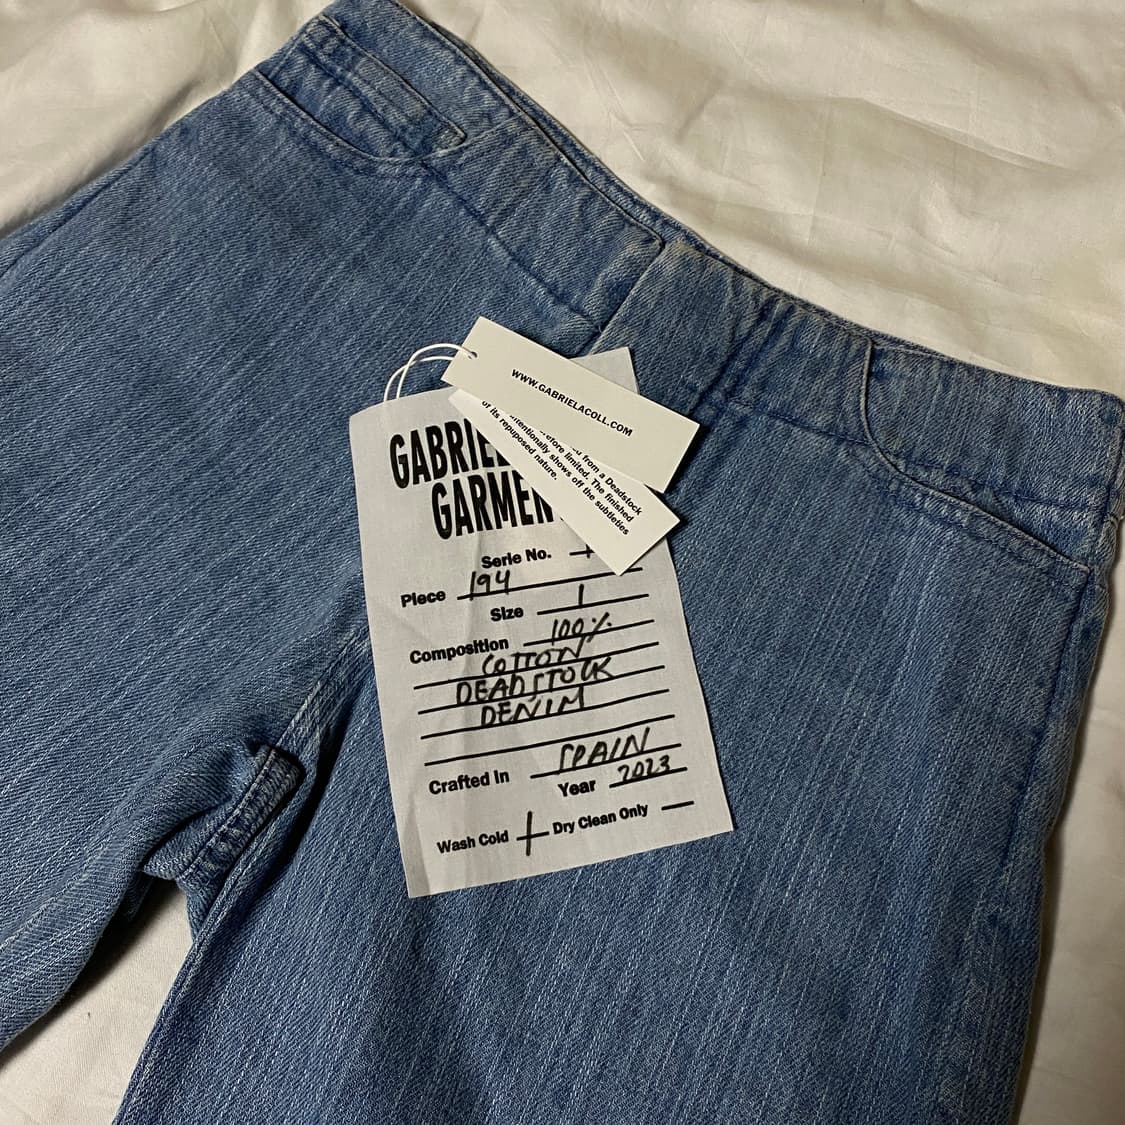 WWW.GABRIELACOLL.COM
from a Deadstock
limited. The finished
intentionally shows off the subtleties
of its repuposed nature.
GABRIE
GARMEN
Serie No.
Piece 194
Size 1
Composition 100%
COTTON
DEADSTOCK
DENIM
Crafted In SPAIN
Year 2023
Wash Cold + Dry Clean Only —